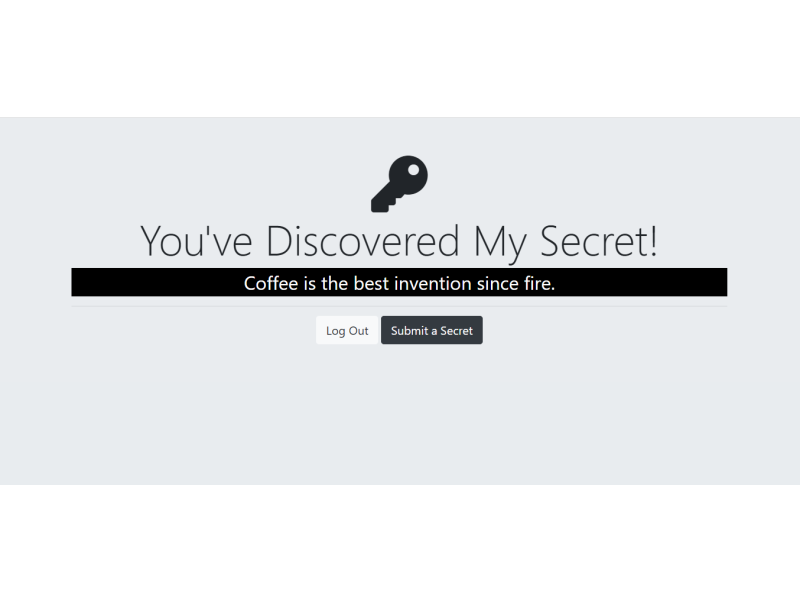 You've Discovered My Secret!
Coffee is the best invention since fire.
Log Out
Submit a Secret